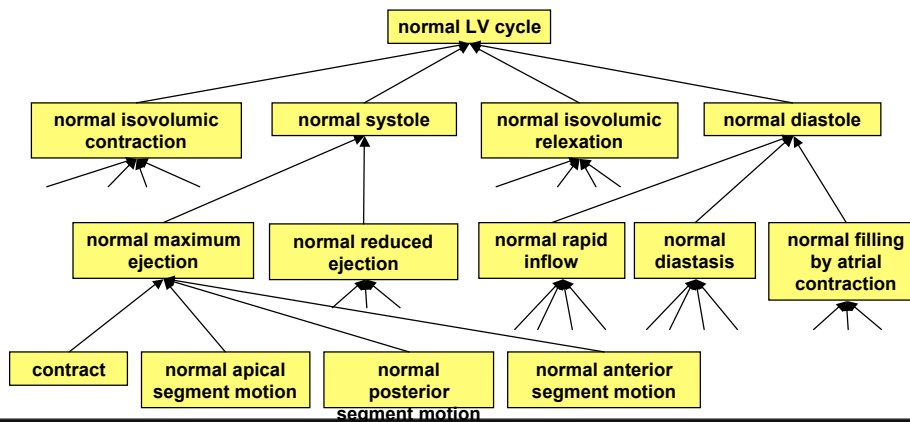 normal LV cycle
normal isovolumic
contraction
normal systole
normal isovolumic
relexation
normal diastole
normal maximum
ejection
normal reduced
ejection
normal rapid
inflow
normal
diastasis
normal filling
by atrial
contraction
contract
normal apical
segment motion
normal
posterior
segment motion
normal anterior
segment motion